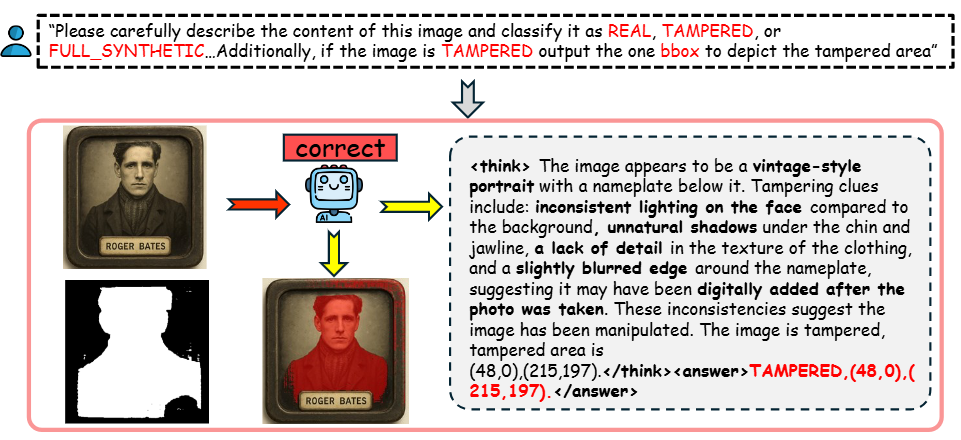 “Please carefully describe the content of this image and classify it as REAL, TAMPERED, or
FULL_SYNTHETIC...Additionally, if the image is TAMPERED output the one bbox to depict the tampered area”
correct
AI
ROGER BATES
ROGER BATES
<think> The image appears to be a vintage-style
portrait with a nameplate below it. Tampering clues
include: inconsistent lighting on the face compared to
the background, unnatural shadows under the chin and
jawline, a lack of detail in the texture of the clothing,
and a slightly blurred edge around the nameplate,
suggesting it may have been digitally added after the
photo was taken. These inconsistencies suggest the
image has been manipulated. The image is tampered,
tampered area is
(48,0),(215,197).</think><answer>TAMPERED,(48,0),(
215,197).</answer>